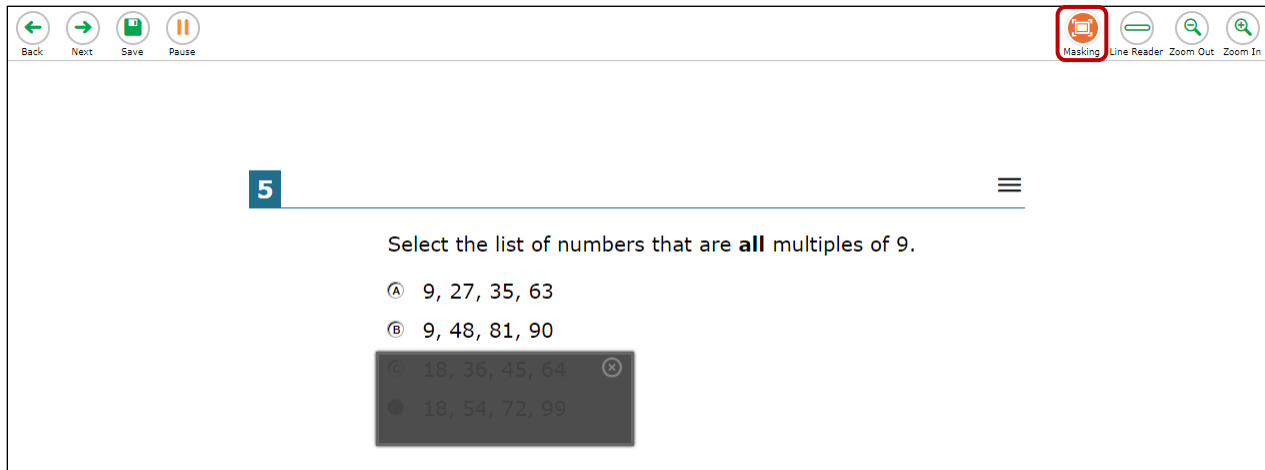 Back Next Save Pause Masking Line Reader Zoom Out Zoom In
5
Select the list of numbers that are all multiples of 9.
A 9, 27, 35, 63
B 9, 48, 81, 90
C 18, 36, 45, 64
18, 54, 72, 99